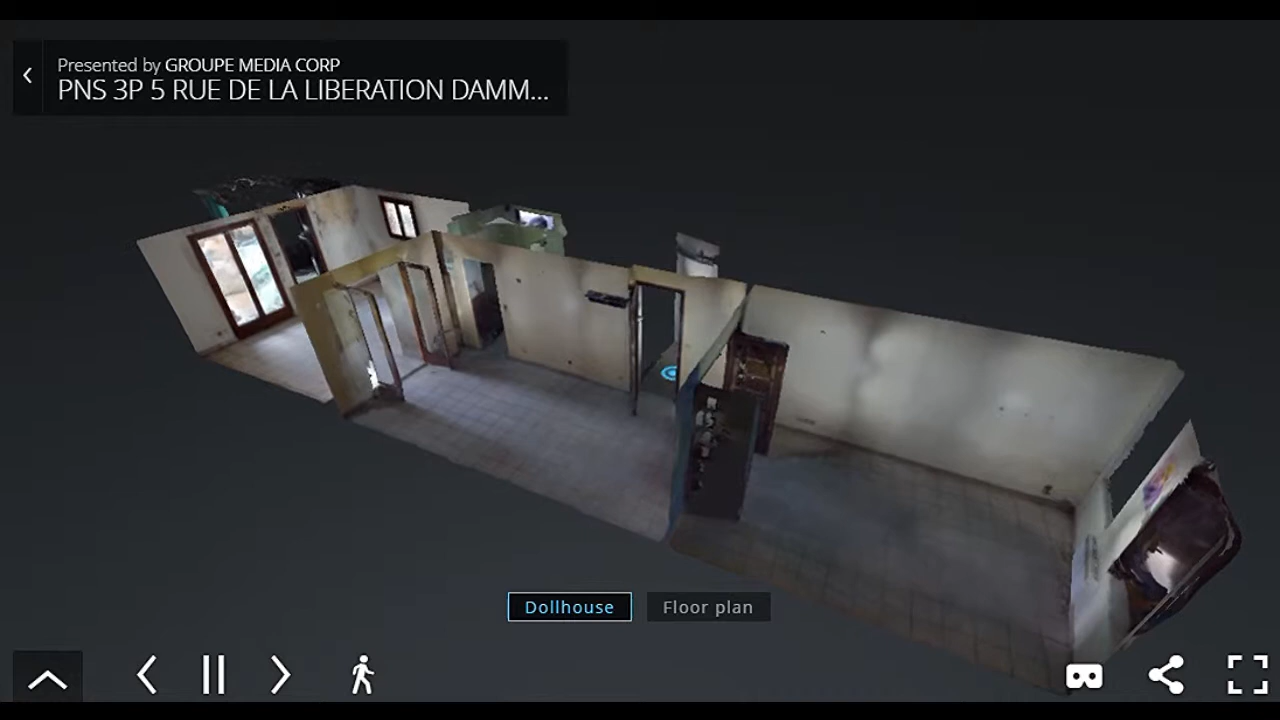 Presented by GROUPE MEDIA CORP
PNS 3P 5 RUE DE LA LIBERATION DAMM...
Dollhouse
Floor plan